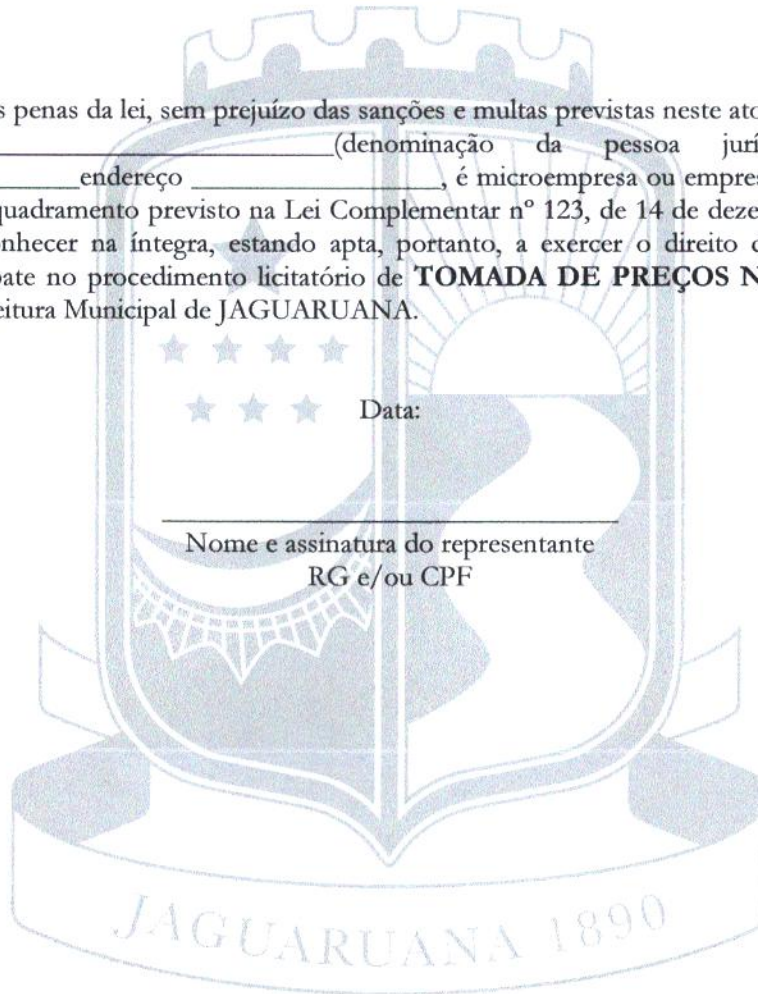 s penas da lei, sem prejuízo das sanções e multas previstas neste ato
____________________________(denominação da pessoa jurí
_______endereço ____________________, é microempresa ou empres
quadramento previsto na Lei Complementar nº 123, de 14 de deze
nhecer na íntegra, estando apta, portanto, a exercer o direito d
ate no procedimento licitatório de TOMADA DE PREÇOS N
eitura Municipal de JAGUARUANA.
Data:
Nome e assinatura do representante
RG e/ou CPF
JAGUARUANA 1890